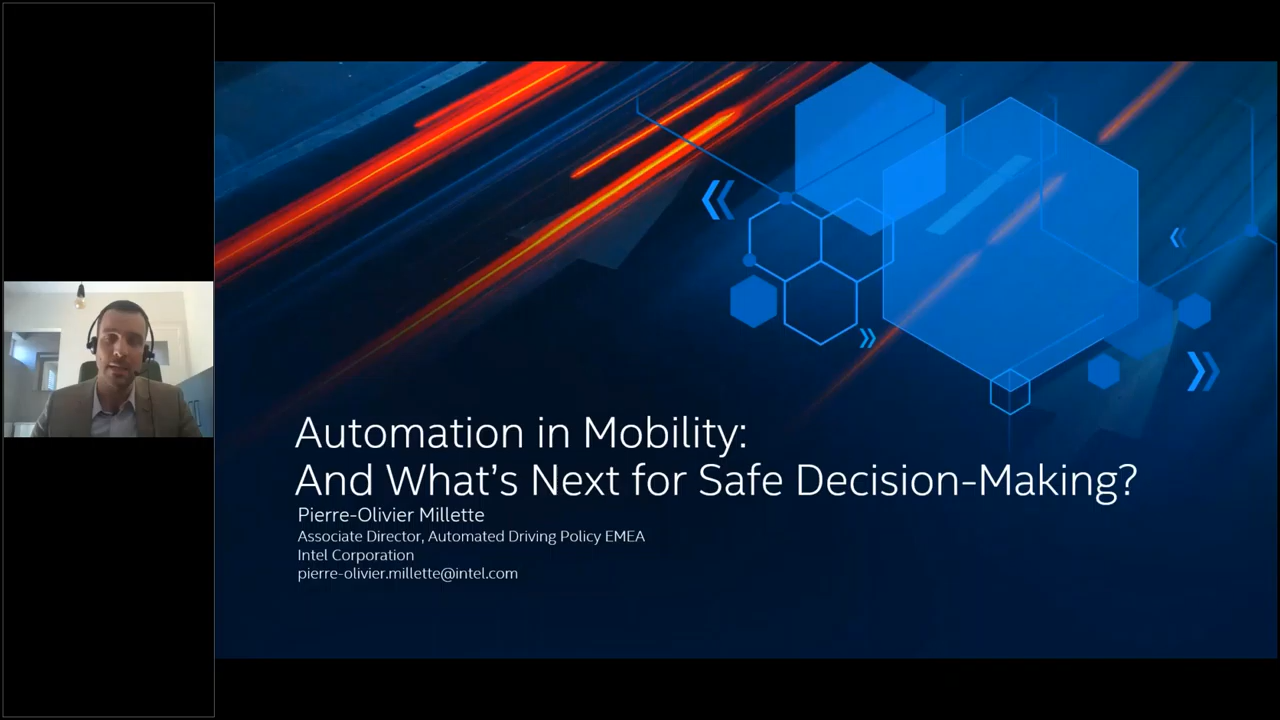 Automation in Mobility:
And What's Next for Safe Decision-Making?
Pierre-Olivier Millette
Associate Director, Automated Driving Policy EMEA
Intel Corporation
pierre-olivier.millette@intel.com